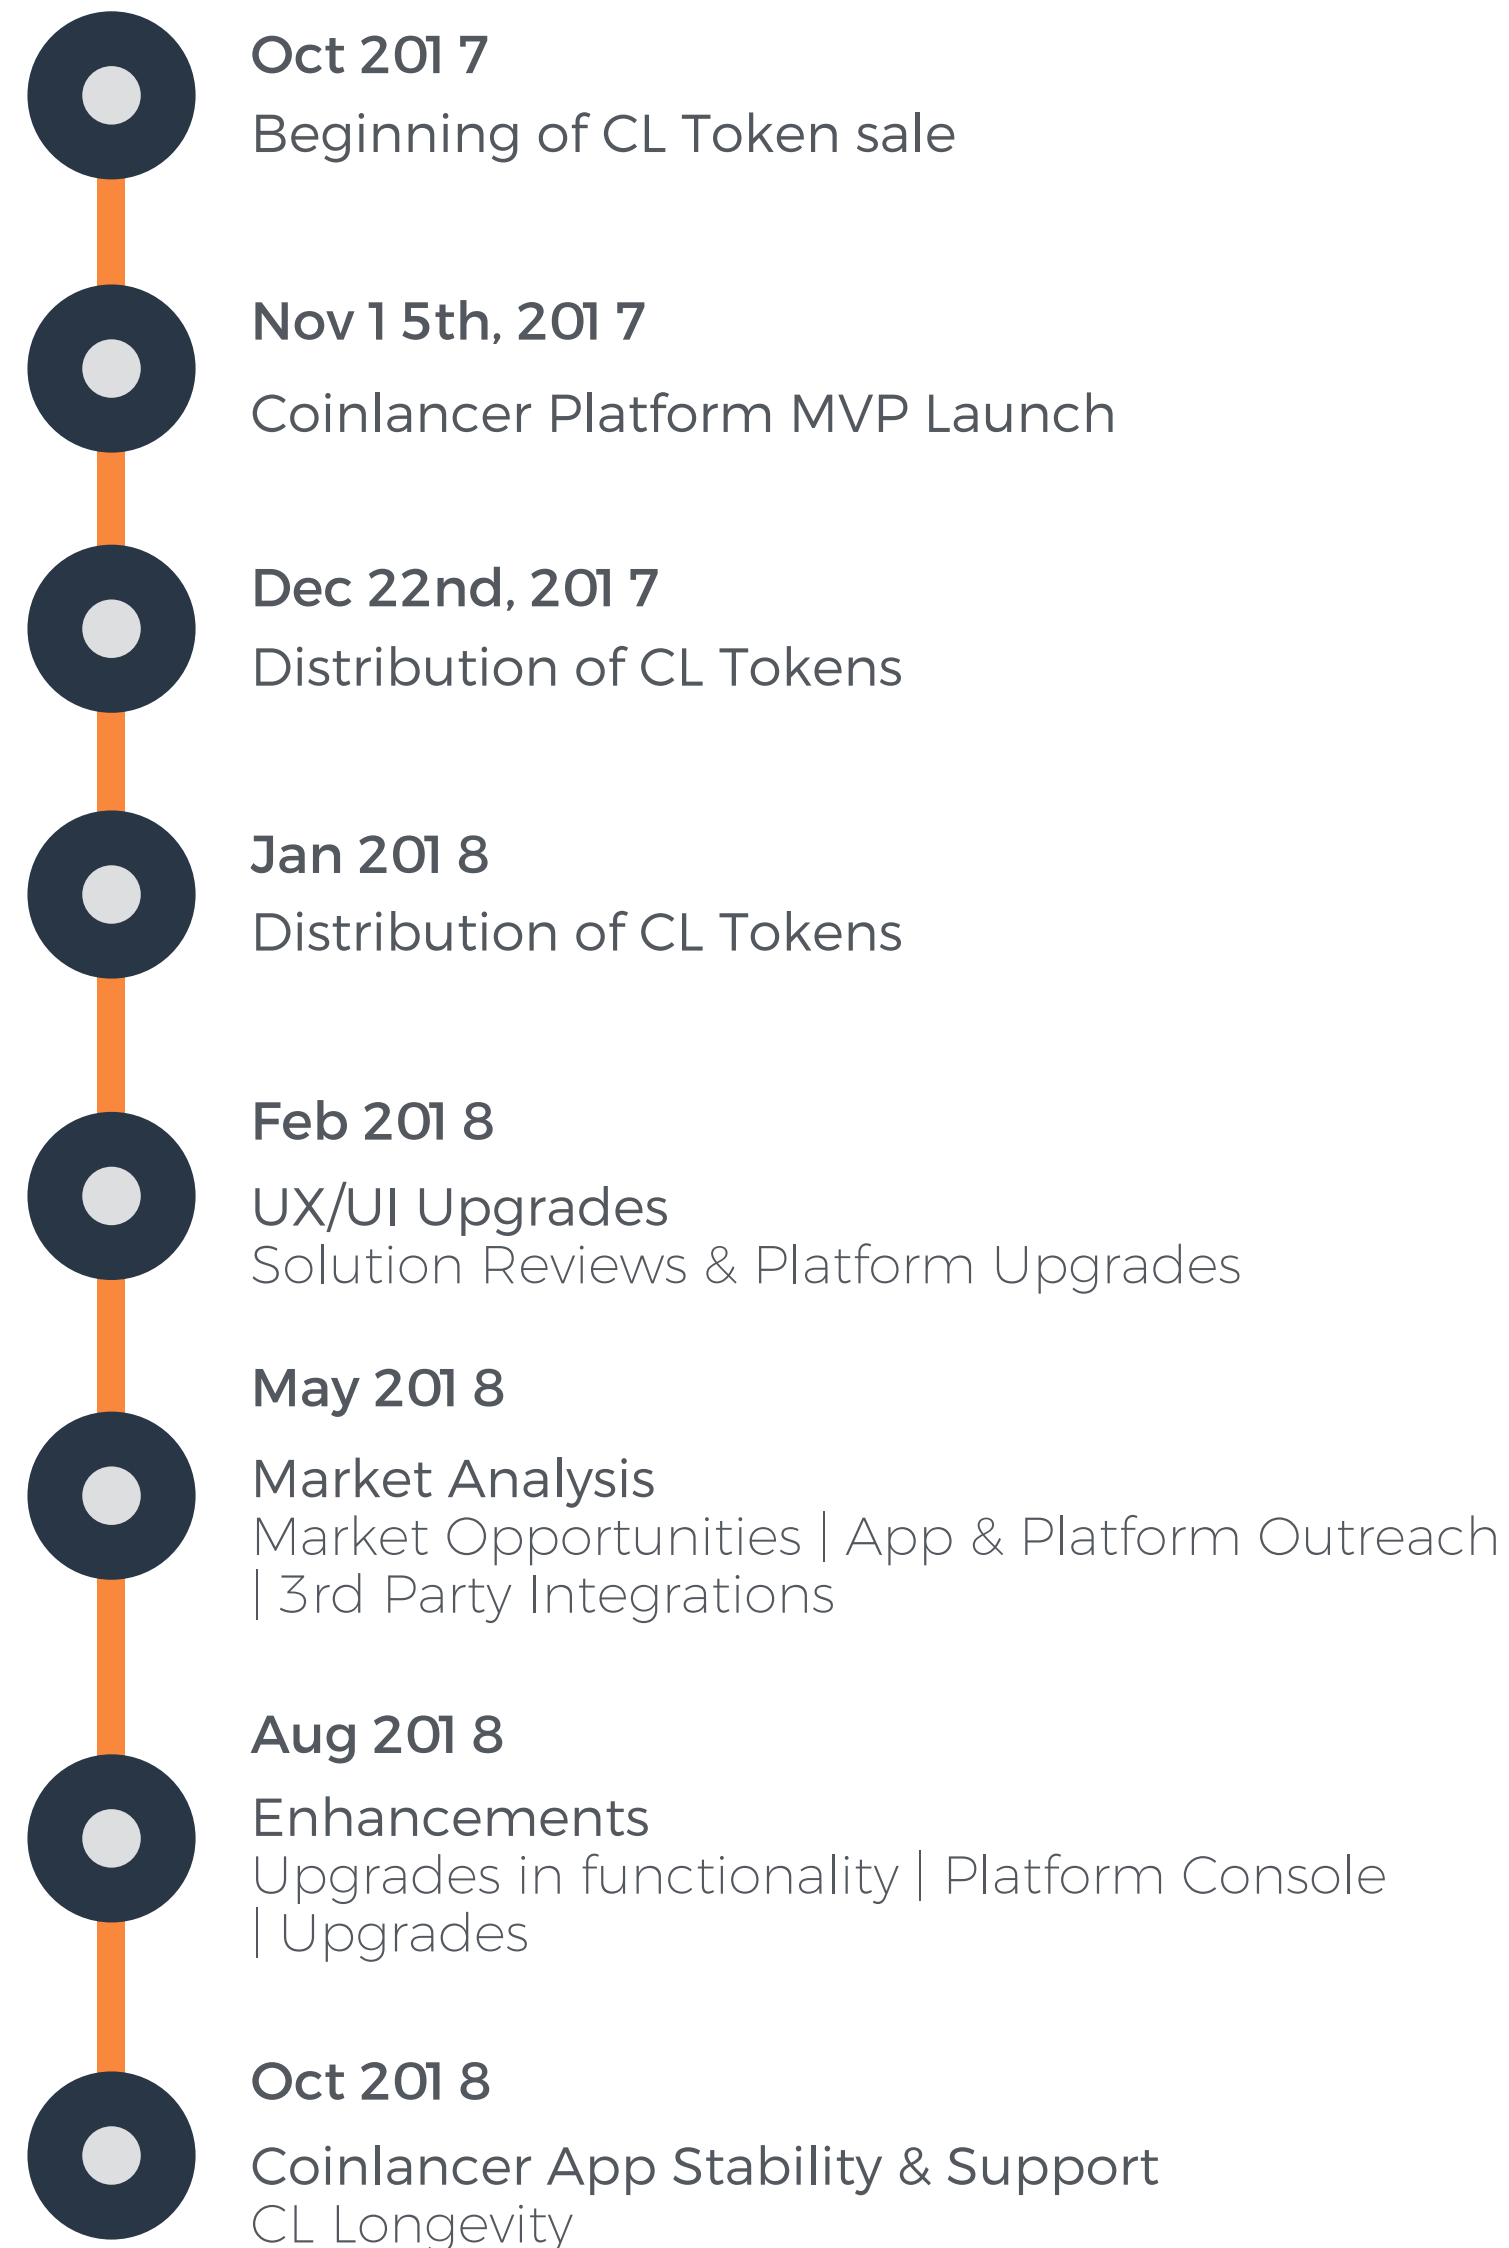 Oct 2017
Beginning of CL Token sale
Nov 15th, 2017
Coinlancer Platform MVP Launch
Dec 22nd, 2017
Distribution of CL Tokens
Jan 2018
Distribution of CL Tokens
Feb 2018
UX/UI Upgrades
Solution Reviews & Platform Upgrades
May 2018
Market Analysis
Market Opportunities | App & Platform Outreach
| 3rd Party Integrations
Aug 2018
Enhancements
Upgrades in functionality | Platform Console
| Upgrades
Oct 2018
Coinlancer App Stability & Support
CL Longevity